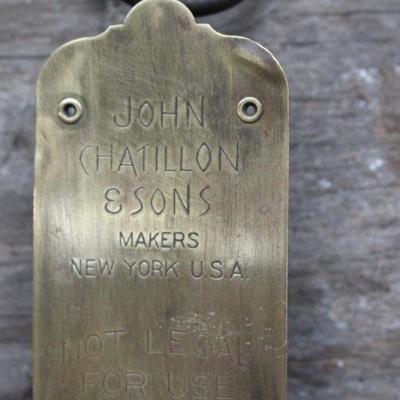 JOHN
CHATILLON
& SONS
MAKERS
NEW YORK U.S.A.
NOT LEGAL
FOR USE